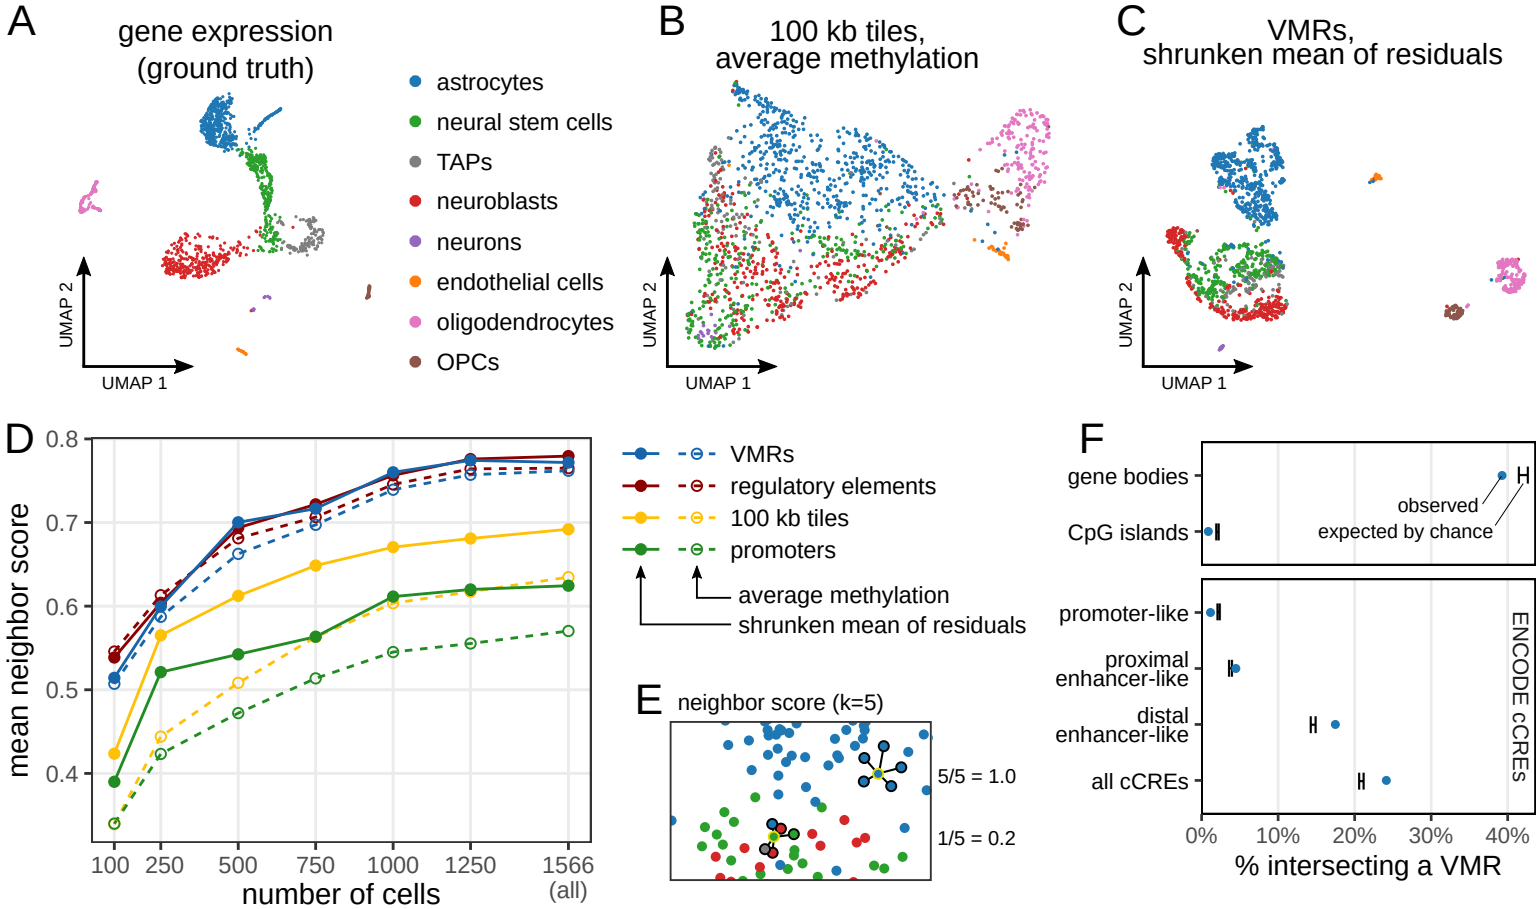 A
gene expression
(ground truth)
UMAP 2
UMAP 1
astrocytes
neural stem cells
TAPs
neuroblasts
neurons
endothelial cells
oligodendrocytes
OPCs
B
100 kb tiles,
average methylation
UMAP 2
UMAP 1
C
VMRs,
shrunken mean of residuals
UMAP 2
UMAP 1
D
mean neighbor score
0.8
0.7
0.6
0.5
0.4
100 250 500 750 1000 1250 1566
(all)
number of cells
VMRs
regulatory elements
100 kb tiles
promoters
average methylation
shrunken mean of residuals
E
neighbor score (k=5)
5/5 = 1.0
1/5 = 0.2
F
gene bodies
CpG islands
observed
expected by chance
promoter-like
proximal
enhancer-like
distal
enhancer-like
all cCREs
ENCODE cCREs
0% 10% 20% 30% 40%
% intersecting a VMR